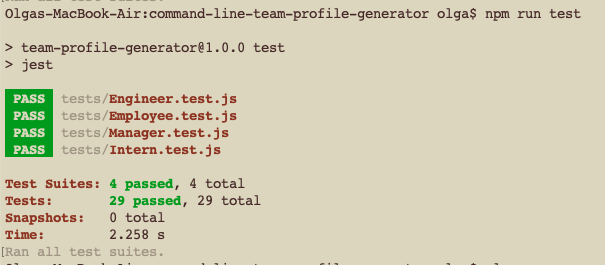 Olgas-MacBook-Air:command-line-team-profile-generator olga$ npm run test
> team-profile-generator@1.0.0 test
> jest
PASS tests/Engineer.test.js
PASS tests/Employee.test.js
PASS tests/Manager.test.js
PASS tests/Intern.test.js
Test Suites: 4 passed, 4 total
Tests: 29 passed, 29 total
Snapshots: 0 total
Time: 2.258 s
Ran all test suites.